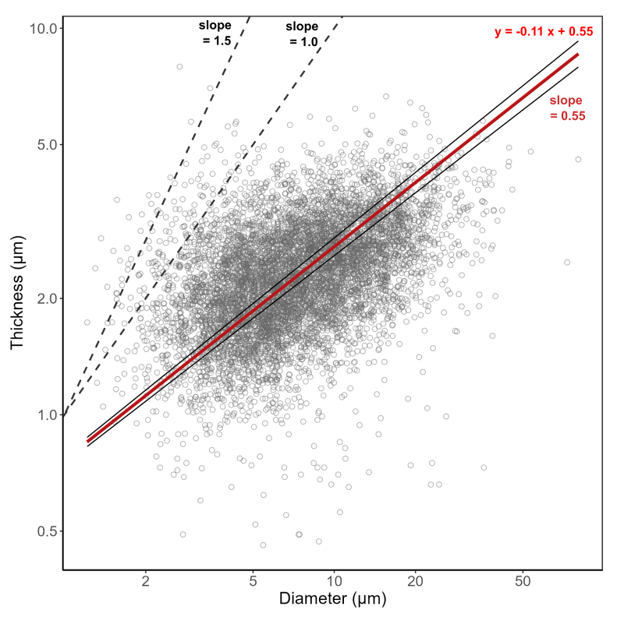 slope
= 1.5
slope
= 1.0
y = -0.11 x + 0.55
slope
= 0.55
10.0
5.0
2.0
1.0
0.5
Thickness (μm)
2
5
10
20
50
Diameter (μm)